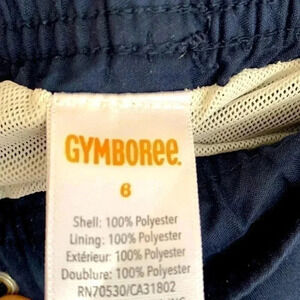 GYMBOREE.
6
Shell: 100% Polyester
Lining: 100% Polyester
Extérieur: 100% Polyester
Doublure: 100% Polyester
RN70530/CA31802